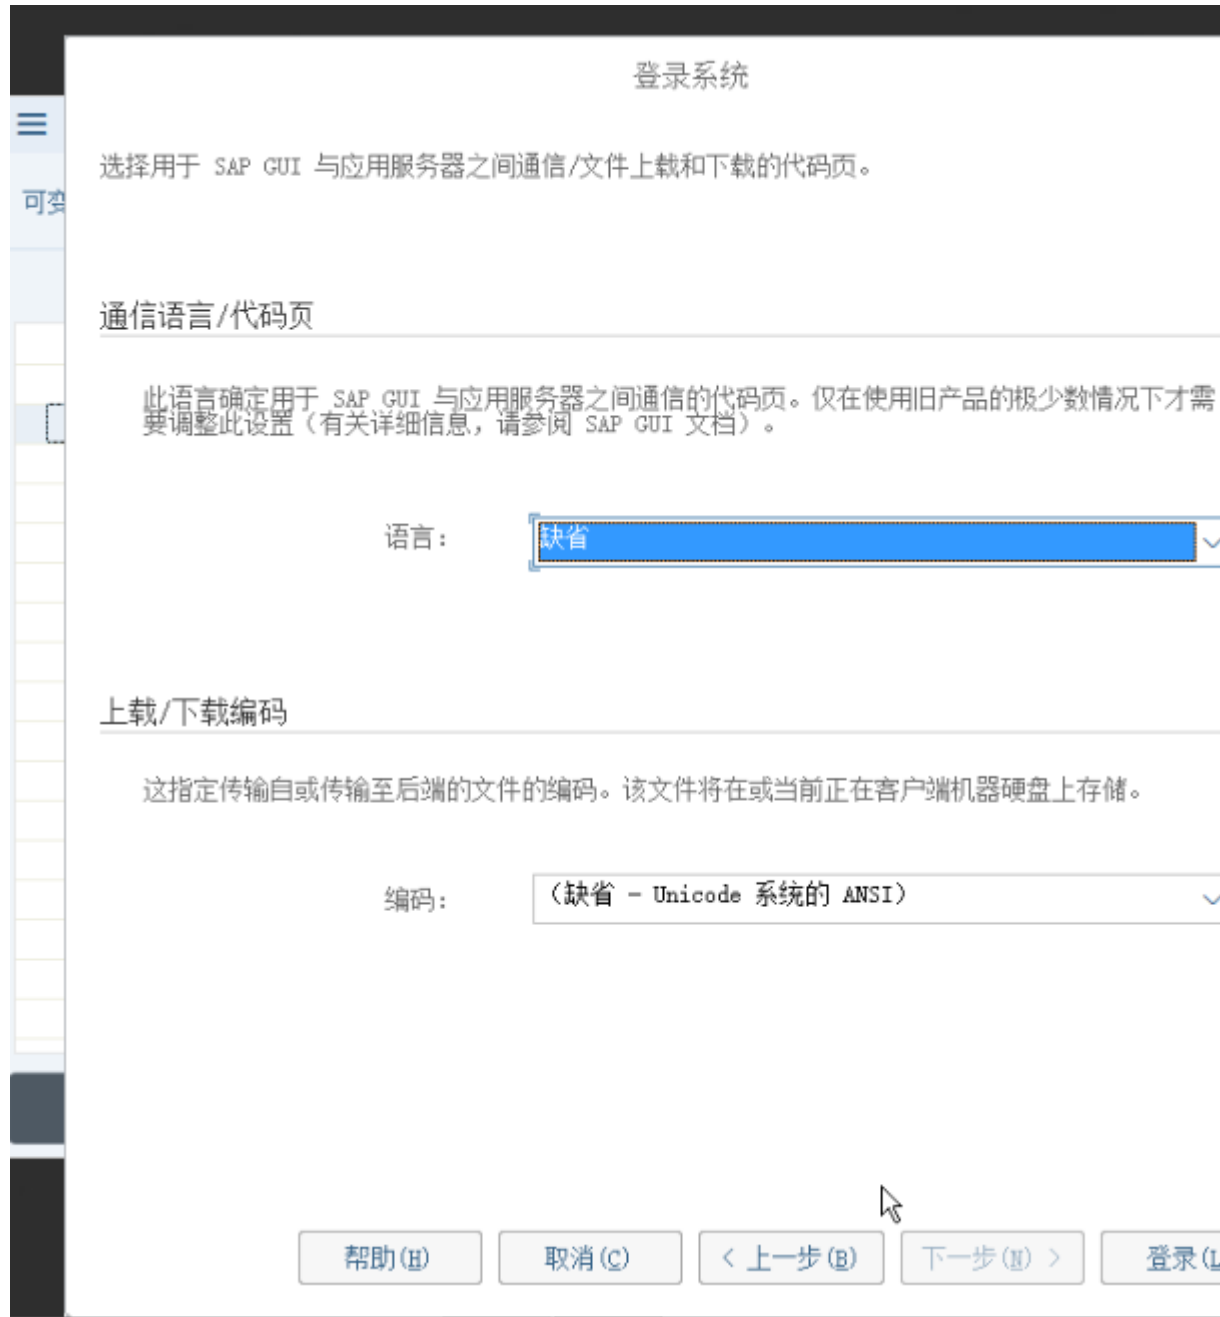 登录系统
选择用于 SAP GUI 与应用服务器之间通信/文件上载和下载的代码页。
可变
通信语言/代码页
此语言确定用于 SAP GUI 与应用服务器之间通信的代码页。仅在使用旧产品的极少数情况下才需
要调整此设置（有关详细信息，请参阅 SAP GUI 文档）。
语言：
缺省
上载/下载编码
这指定传输自或传输至后端的文件的编码。该文件将在或当前正在客户端机器硬盘上存储。
编码：
（缺省 - Unicode 系统的 ANSI）
帮助(H)
取消(C)
< 上一步(B)
下一步(N) >
登录(L